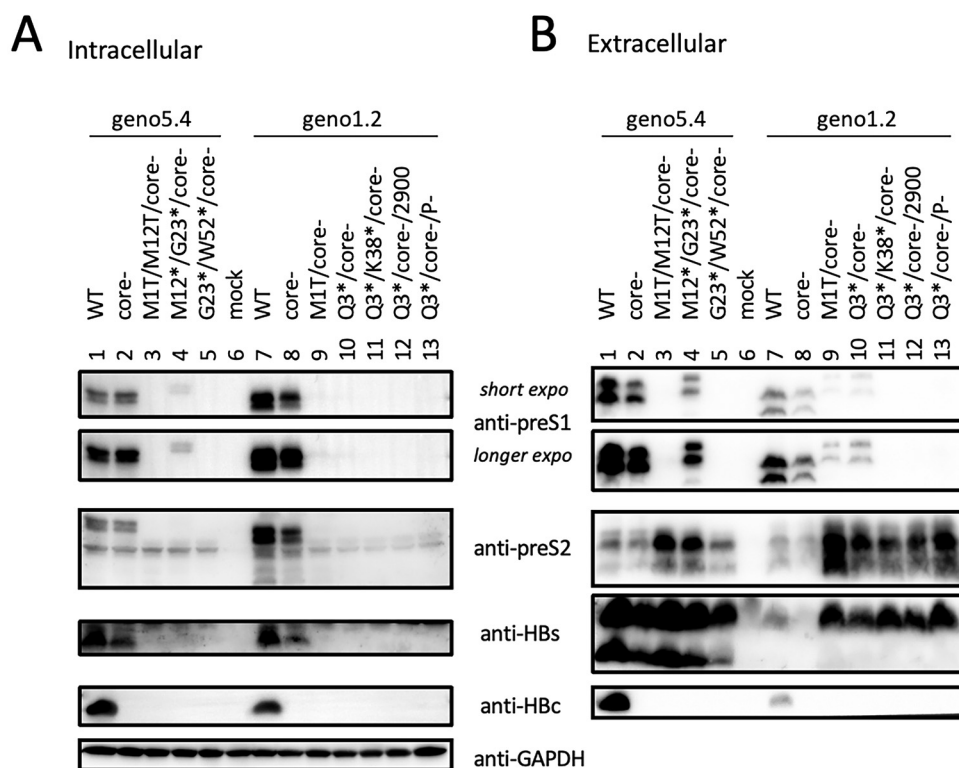 A
Intracellular
geno5.4
geno1.2
WT
core-
M1T/M12T/core-
M12*/G23*/core-
G23*/W52*/core-
mock
WT
core-
M1T/core-
Q3*/core-
Q3*/K38*/core-
Q3*/core-/2900
Q3*/core-/P-
1 2 3 4 5 6 7 8 9 10 11 12 13
short expo
anti-preS1
longer expo
anti-preS2
anti-HBs
anti-HBc
anti-GAPDH
B
Extracellular
geno5.4
geno1.2
WT
core-
M1T/M12T/core-
M12*/G23*/core-
G23*/W52*/core-
mock
WT
core-
M1T/core-
Q3*/core-
Q3*/K38*/core-
Q3*/core-/2900
Q3*/core-/P-
1 2 3 4 5 6 7 8 9 10 11 12 13